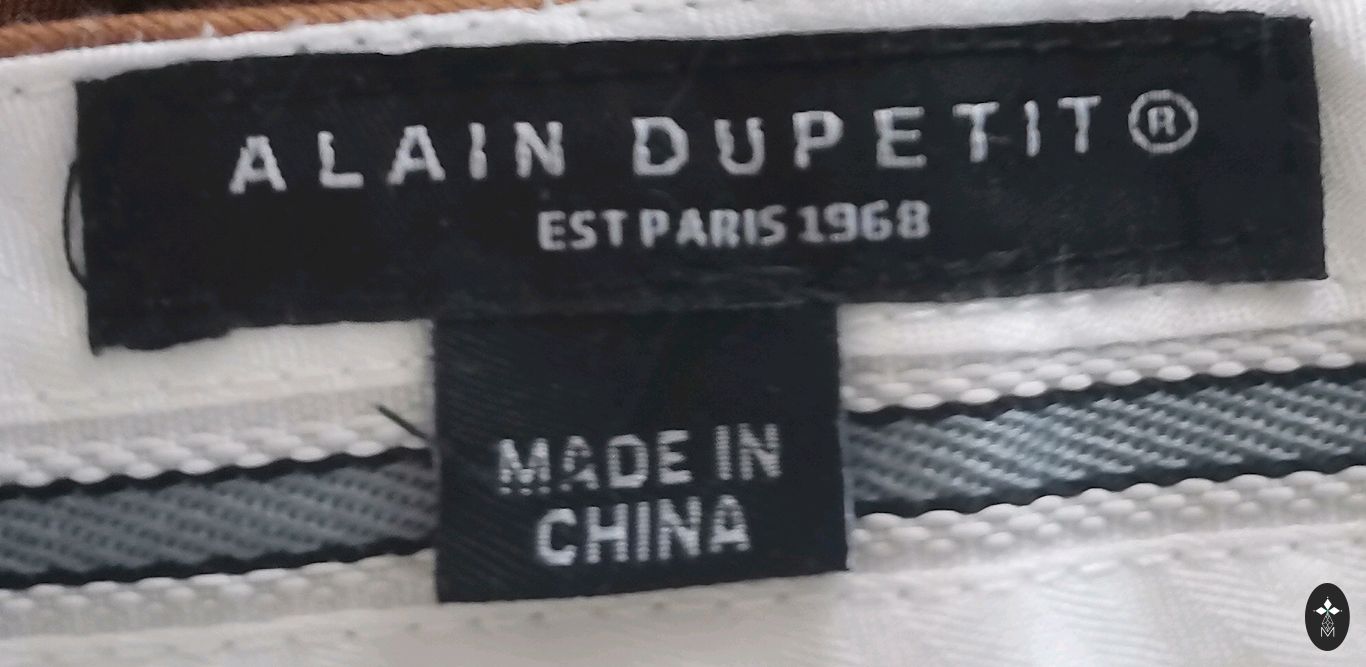 ALAIN DUPETIT®
EST PARIS 1968
MADE IN
CHINA
M